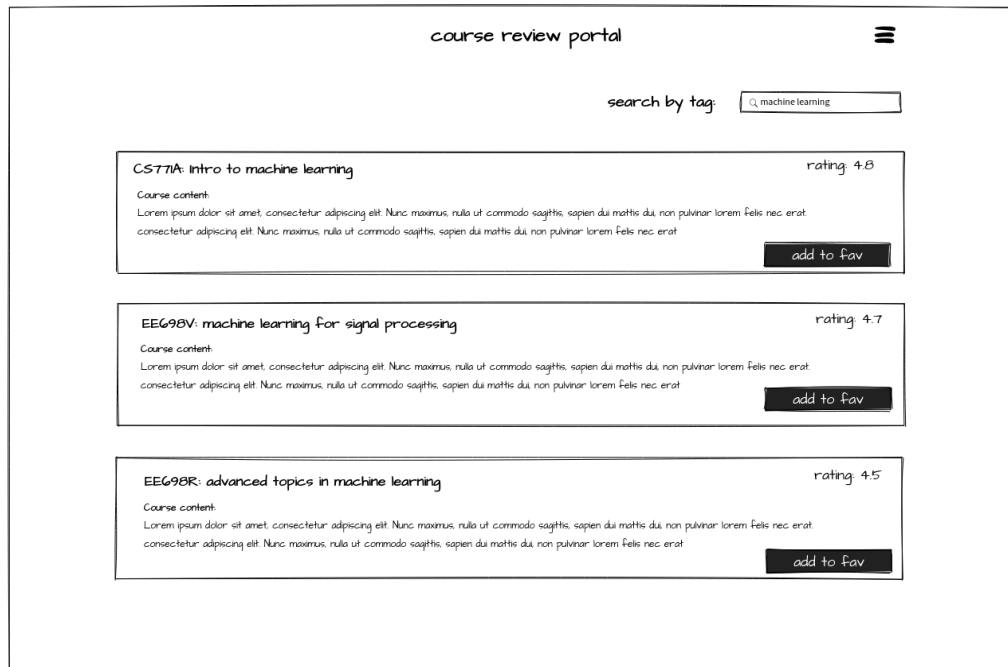 course review portal
search by tag: machine learning
CS771A: Intro to machine learning
rating: 4.8
Course content:
Lorem ipsum dolor sit amet, consectetur adipiscing elit. Nunc maximus, nulla ut commodo sagittis, sapien dui mattis dui, non pulvinar lorem felis nec erat.
consectetur adipiscing elit. Nunc maximus, nulla ut commodo sagittis, sapien dui mattis dui, non pulvinar lorem felis nec erat
add to fav
EE698V: machine learning for signal processing
rating: 4.7
Course content:
Lorem ipsum dolor sit amet, consectetur adipiscing elit. Nunc maximus, nulla ut commodo sagittis, sapien dui mattis dui, non pulvinar lorem felis nec erat.
consectetur adipiscing elit. Nunc maximus, nulla ut commodo sagittis, sapien dui mattis dui, non pulvinar lorem felis nec erat
add to fav
EE698R: advanced topics in machine learning
rating: 4.5
Course content:
Lorem ipsum dolor sit amet, consectetur adipiscing elit. Nunc maximus, nulla ut commodo sagittis, sapien dui mattis dui, non pulvinar lorem felis nec erat.
consectetur adipiscing elit. Nunc maximus, nulla ut commodo sagittis, sapien dui mattis dui, non pulvinar lorem felis nec erat
add to fav